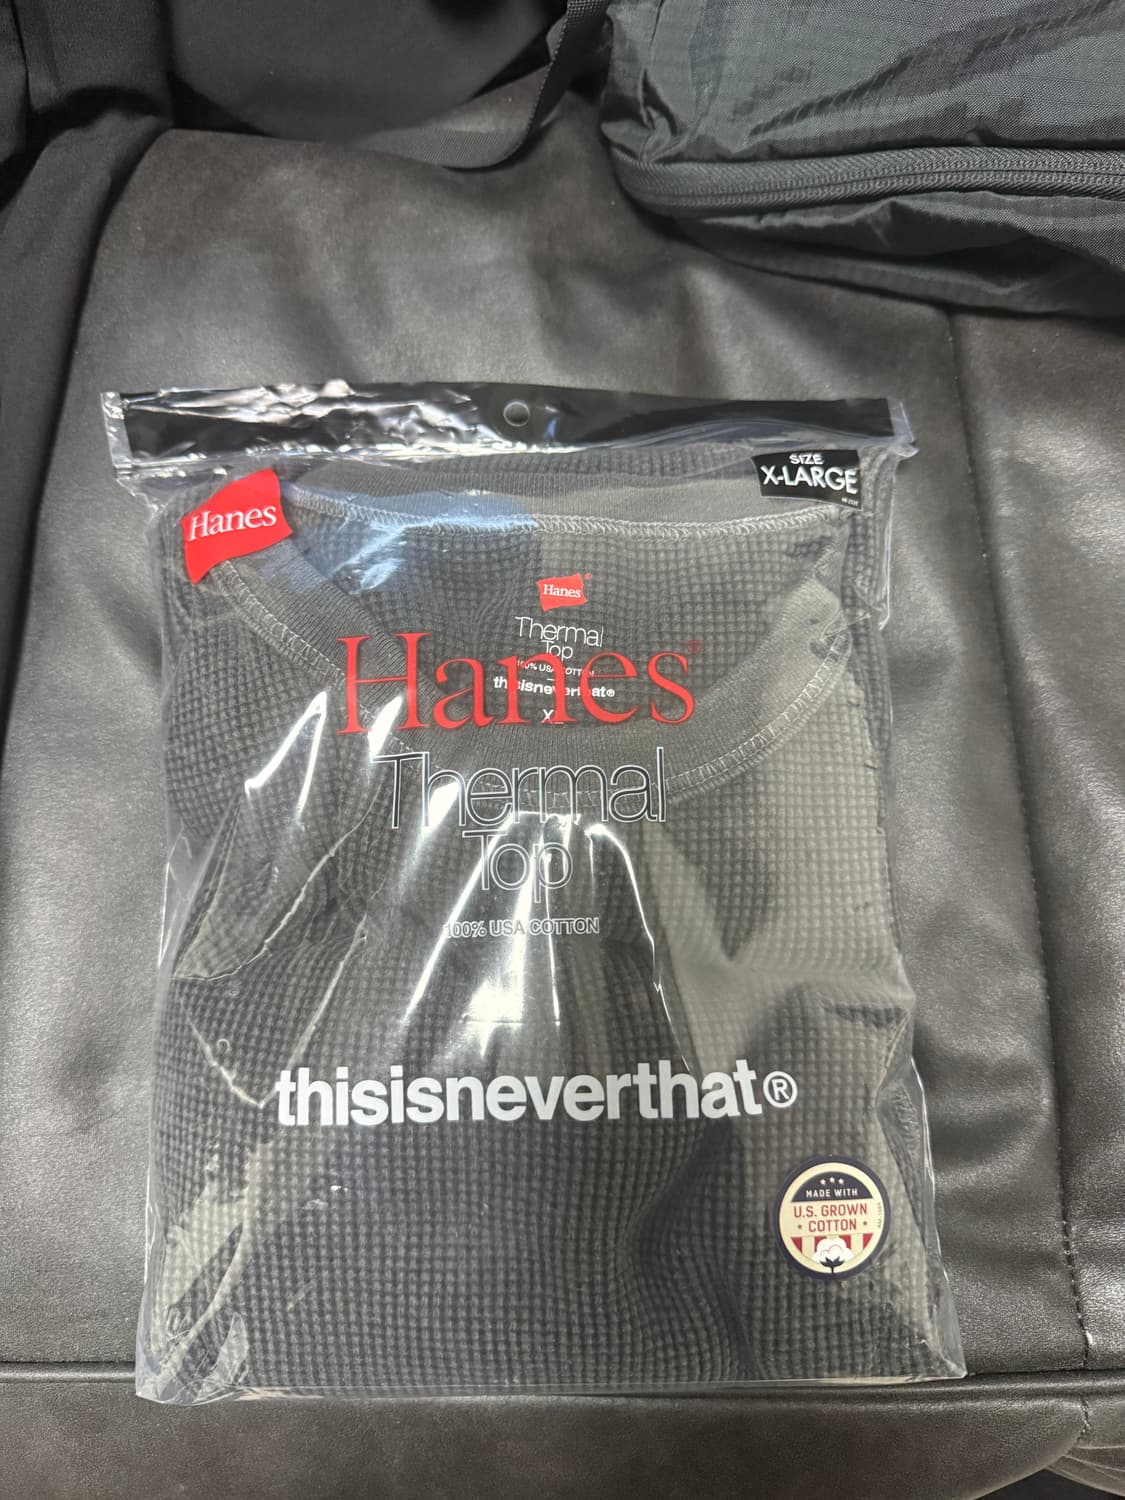 SIZE
X-LARGE
Hanes
Hanes
Thermal
Top
100% USA COTTON
thisisneverthat®
XL
Hanes®
Thermal
Top
100% USA COTTON
thisisneverthat®
MADE WITH
U.S. GROWN
COTTON